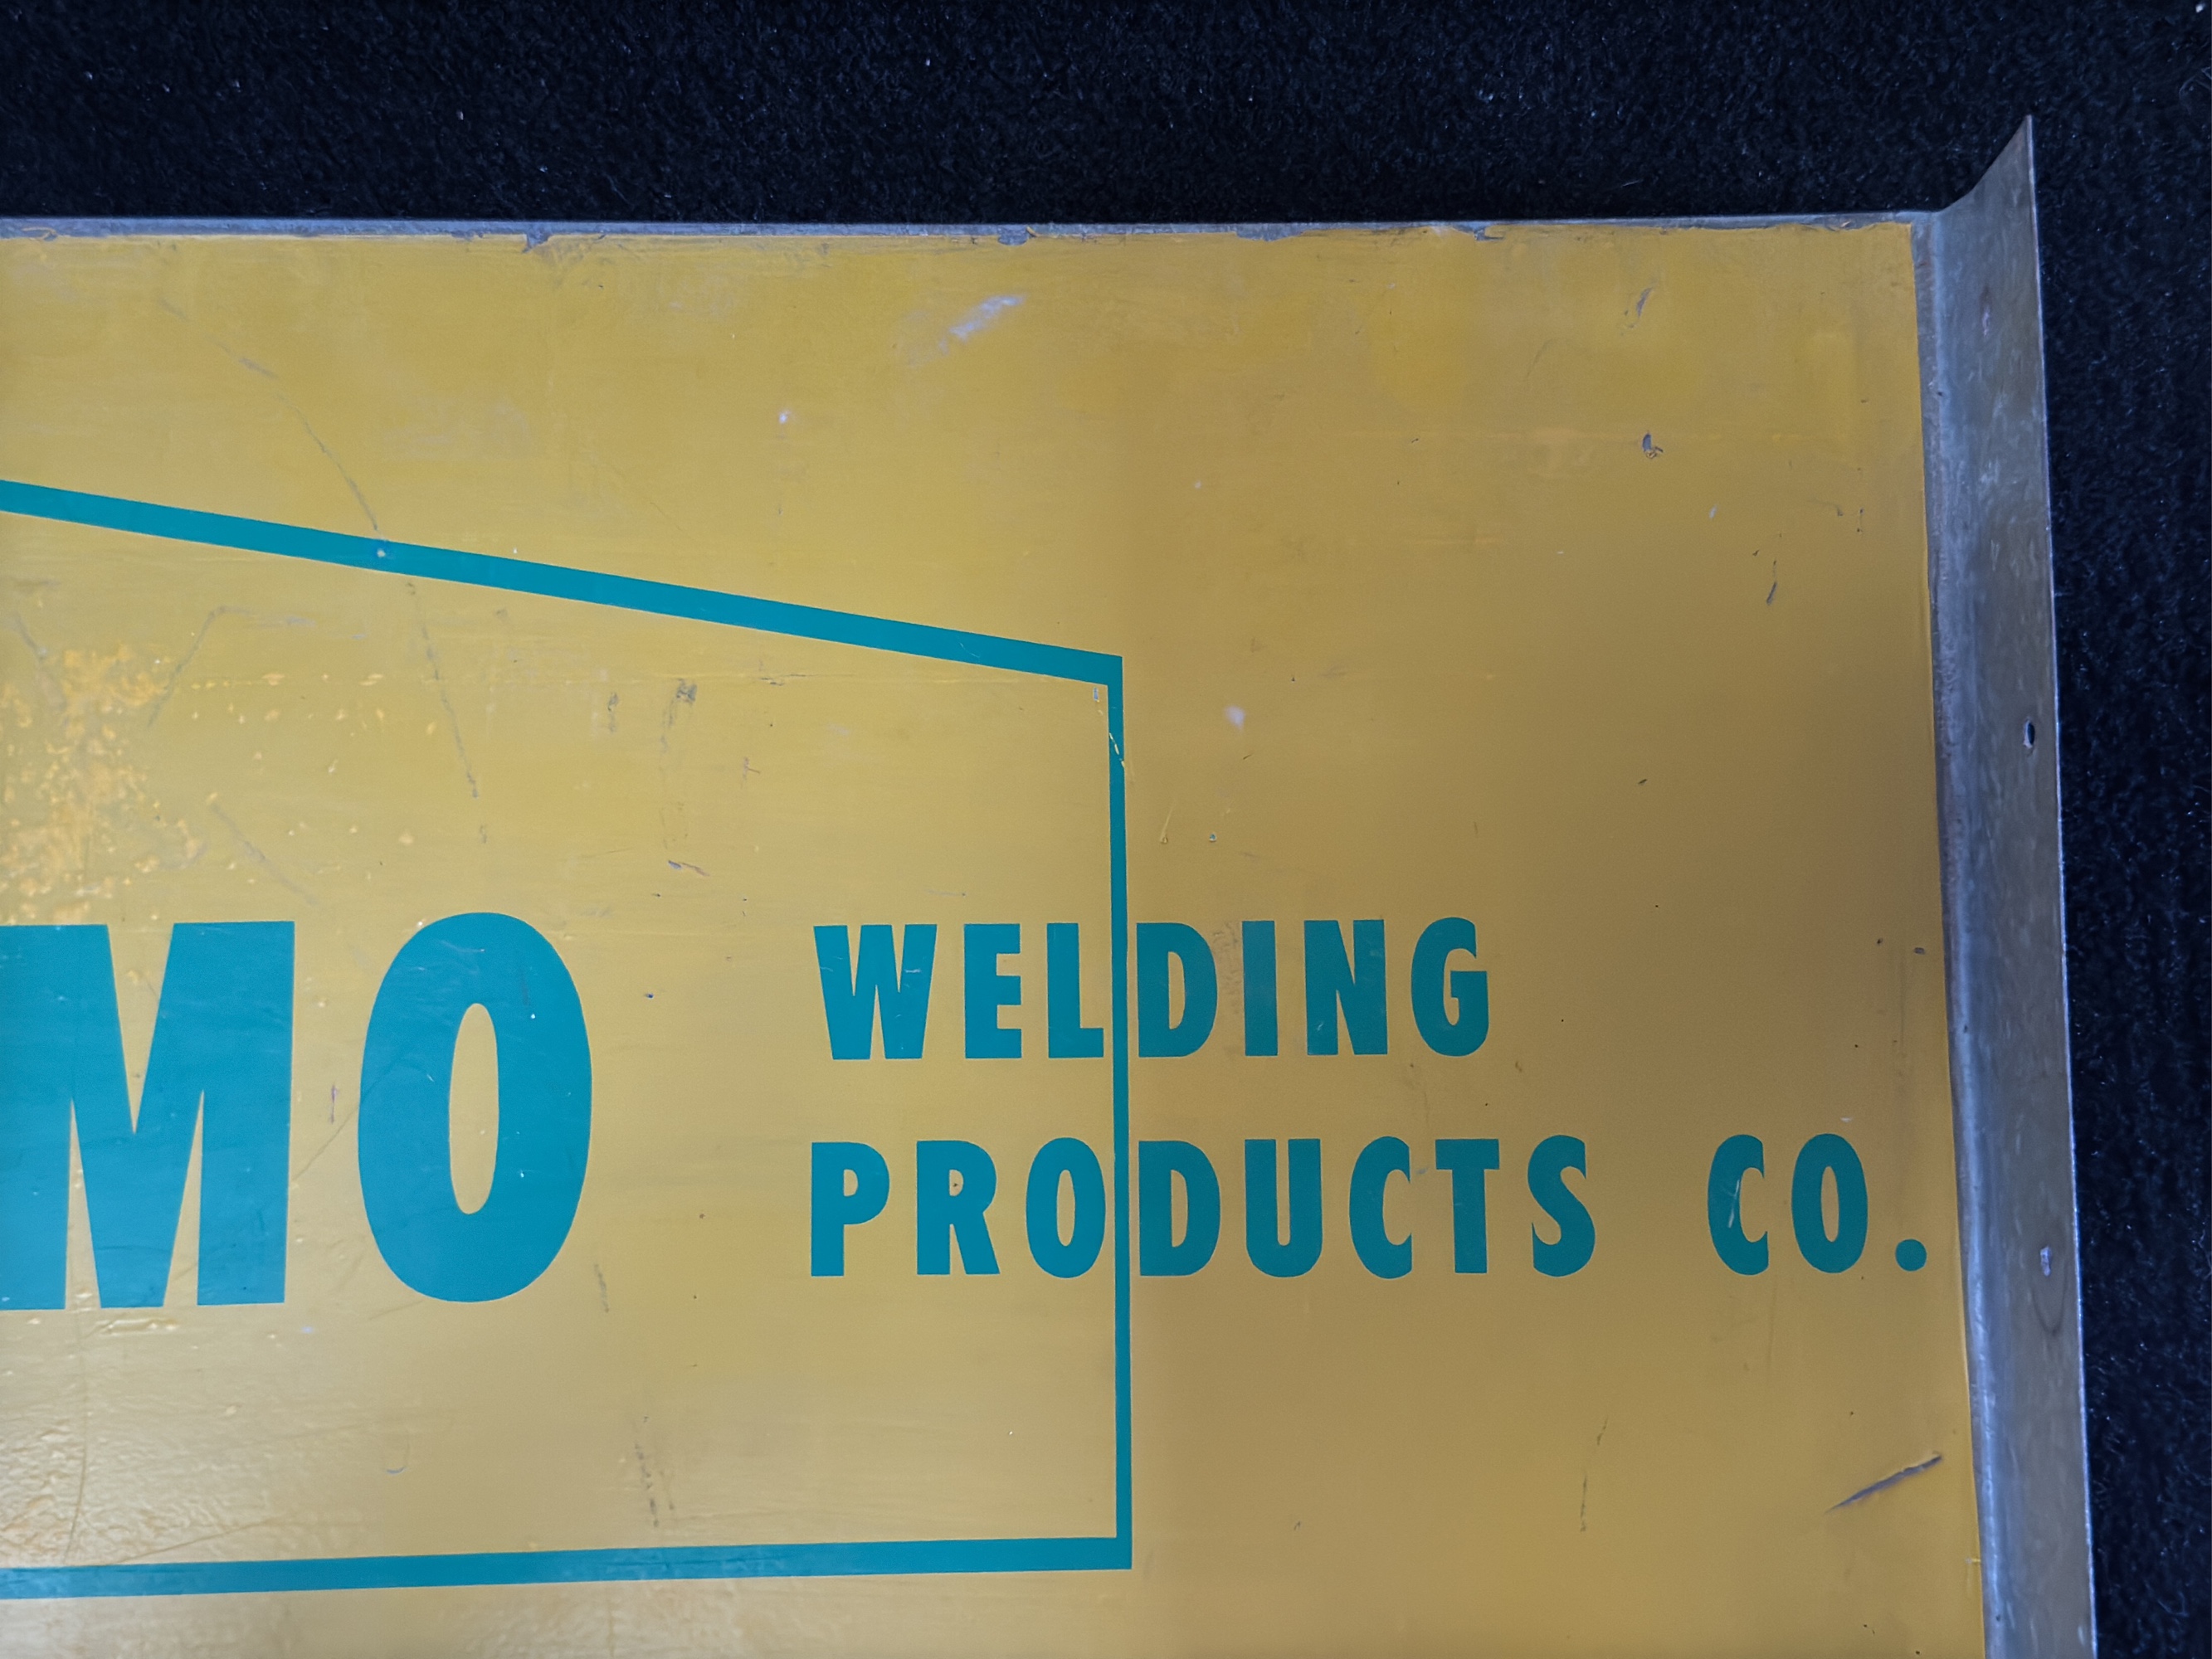 MO
WELDING
PRODUCTS CO.